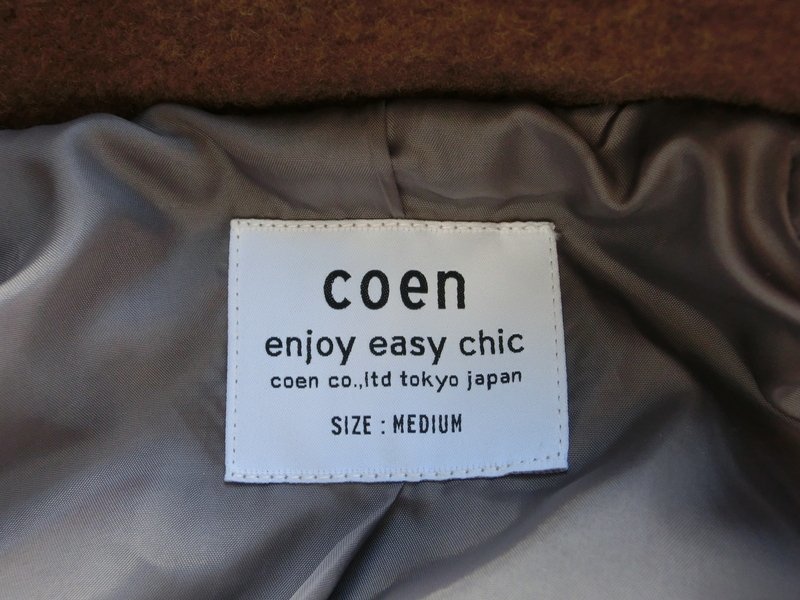 coen
enjoy easy chic
coen co.,ltd tokyo japan
SIZE : MEDIUM